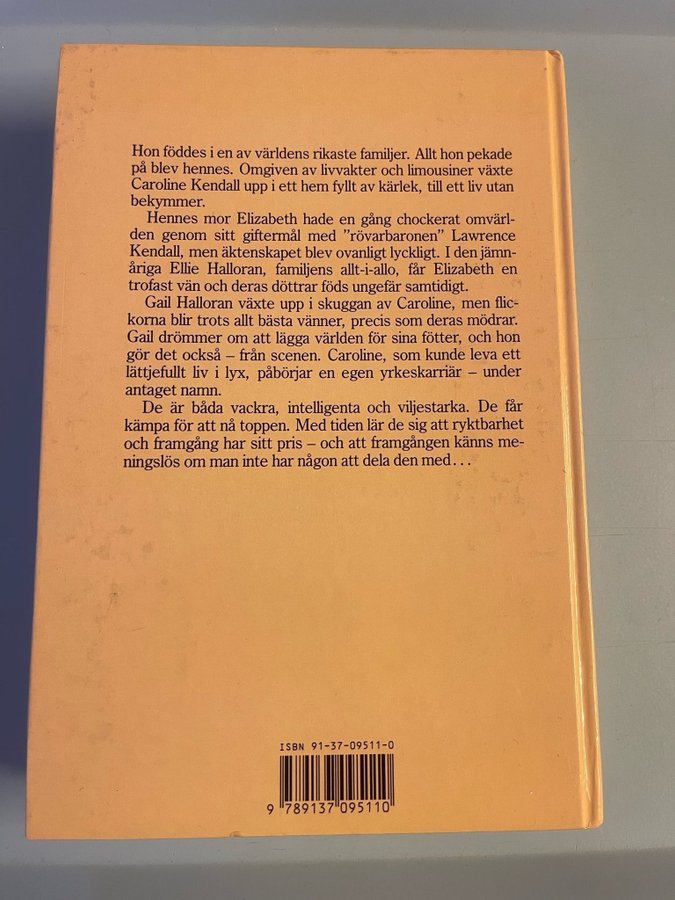 Hon föddes i en av världens rikaste familjer. Allt hon pekade
på blev hennes. Omgiven av livvakter och limousiner växte
Caroline Kendall upp i ett hem fyllt av kärlek, till ett liv utan
bekymmer.
Hennes mor Elizabeth hade en gång chockerat omvärl-
den genom sitt giftermål med ”rövarbaronen” Lawrence
Kendall, men äktenskapet blev ovanligt lyckligt. I den jämn-
åriga Ellie Halloran, familjens allt-i-allo, får Elizabeth en
trofast vän och deras döttrar föds ungefär samtidigt.
Gail Halloran växte upp i skuggan av Caroline, men flic-
korna blir trots allt bästa vänner, precis som deras mödrar.
Gail drömmer om att lägga världen för sina fötter, och hon
gör det också – från scenen. Caroline, som kunde leva ett
lättjefullt liv i lyx, påbörjar en egen yrkeskarriär – under
antaget namn.
De är båda vackra, intelligenta och viljestarka. De får
kämpa för att nå toppen. Med tiden lär de sig att ryktbarhet
och framgång har sitt pris – och att framgången känns me-
ningslös om man inte har någon att dela den med . . .
ISBN 91-37-09511-0
9 789137 095110